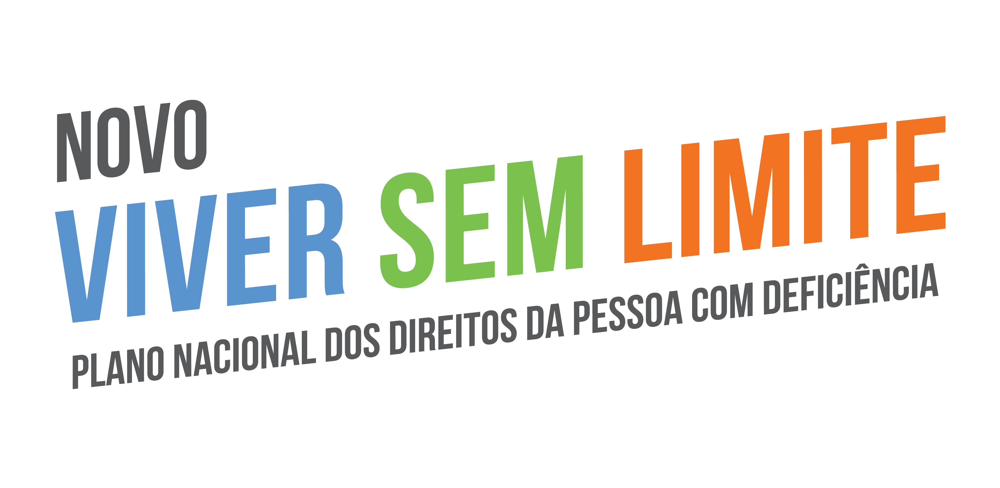 NOVO
VIVER SEM LIMITE
PLANO NACIONAL DOS DIREITOS DA PESSOA COM DEFICIÊNCIA